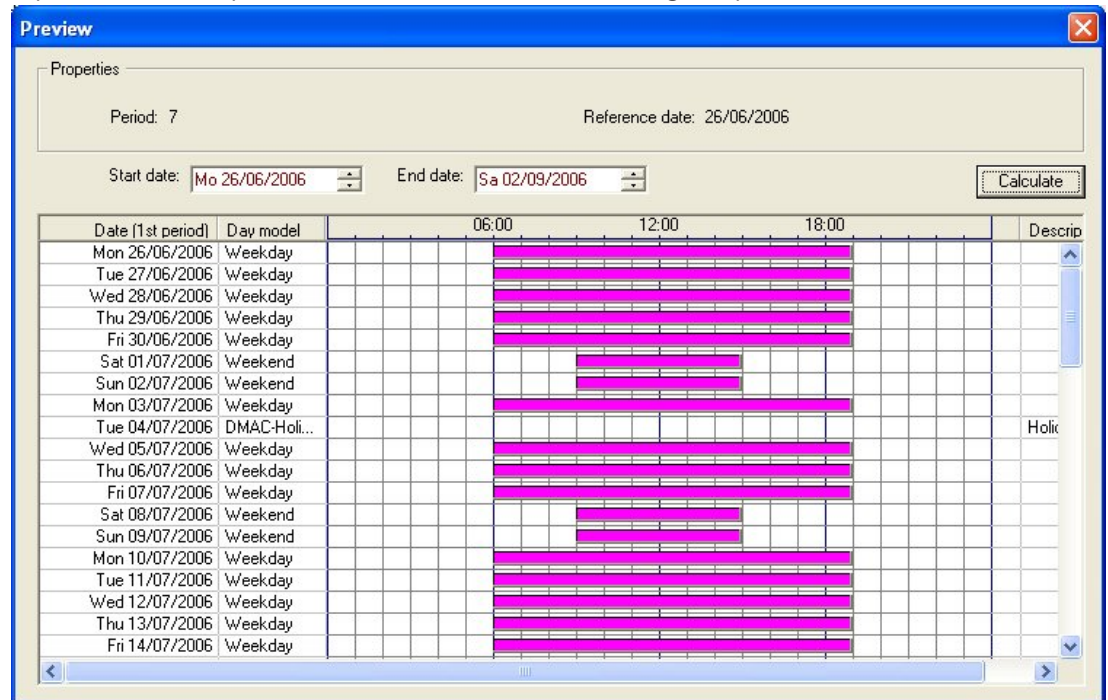 Preview
Properties
Period: 7 Reference date: 26/06/2006
Start date: Mo 26/06/2006 End date: Sa 02/09/2006 Calculate
Date (1st period) Day model 06:00 12:00 18:00 Descrip
Mon 26/06/2006 Weekday
Tue 27/06/2006 Weekday
Wed 28/06/2006 Weekday
Thu 29/06/2006 Weekday
Fri 30/06/2006 Weekday
Sat 01/07/2006 Weekend
Sun 02/07/2006 Weekend
Mon 03/07/2006 Weekday
Tue 04/07/2006 DMAC-Holi... Holic
Wed 05/07/2006 Weekday
Thu 06/07/2006 Weekday
Fri 07/07/2006 Weekday
Sat 08/07/2006 Weekend
Sun 09/07/2006 Weekend
Mon 10/07/2006 Weekday
Tue 11/07/2006 Weekday
Wed 12/07/2006 Weekday
Thu 13/07/2006 Weekday
Fri 14/07/2006 Weekday